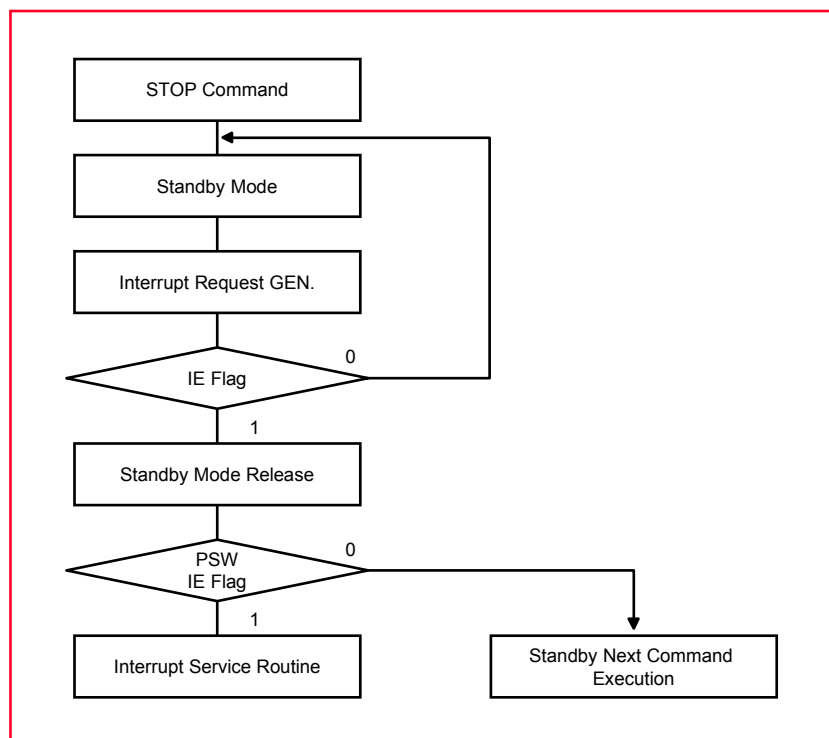 STOP Command
Standby Mode
Interrupt Request GEN.
0
IE Flag
1
Standby Mode Release
0
PSW
IE Flag
1
Interrupt Service Routine
Standby Next Command
Execution